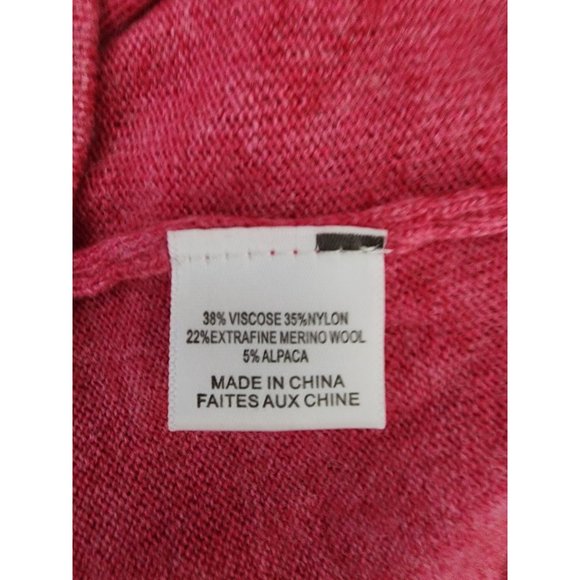 38% VISCOSE 35%NYLON
22%EXTRAFINE MERINO WOOL
5% ALPACA
MADE IN CHINA
FAITES AUX CHINE